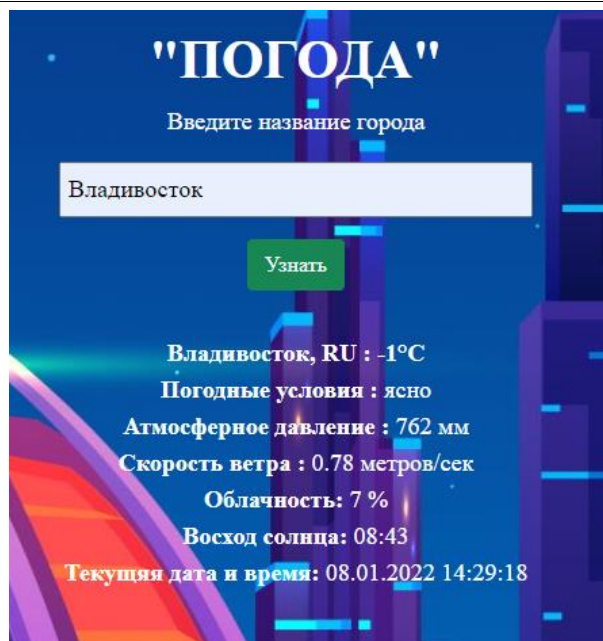 "ПОГОДА"
Введите название города
Владивосток
Узнать
Владивосток, RU : -1°C
Погодные условия : ясно
Атмосферное давление : 762 мм
Скорость ветра : 0.78 метров/сек
Облачность: 7 %
Восход солнца: 08:43
Текущяя дата и время: 08.01.2022 14:29:18